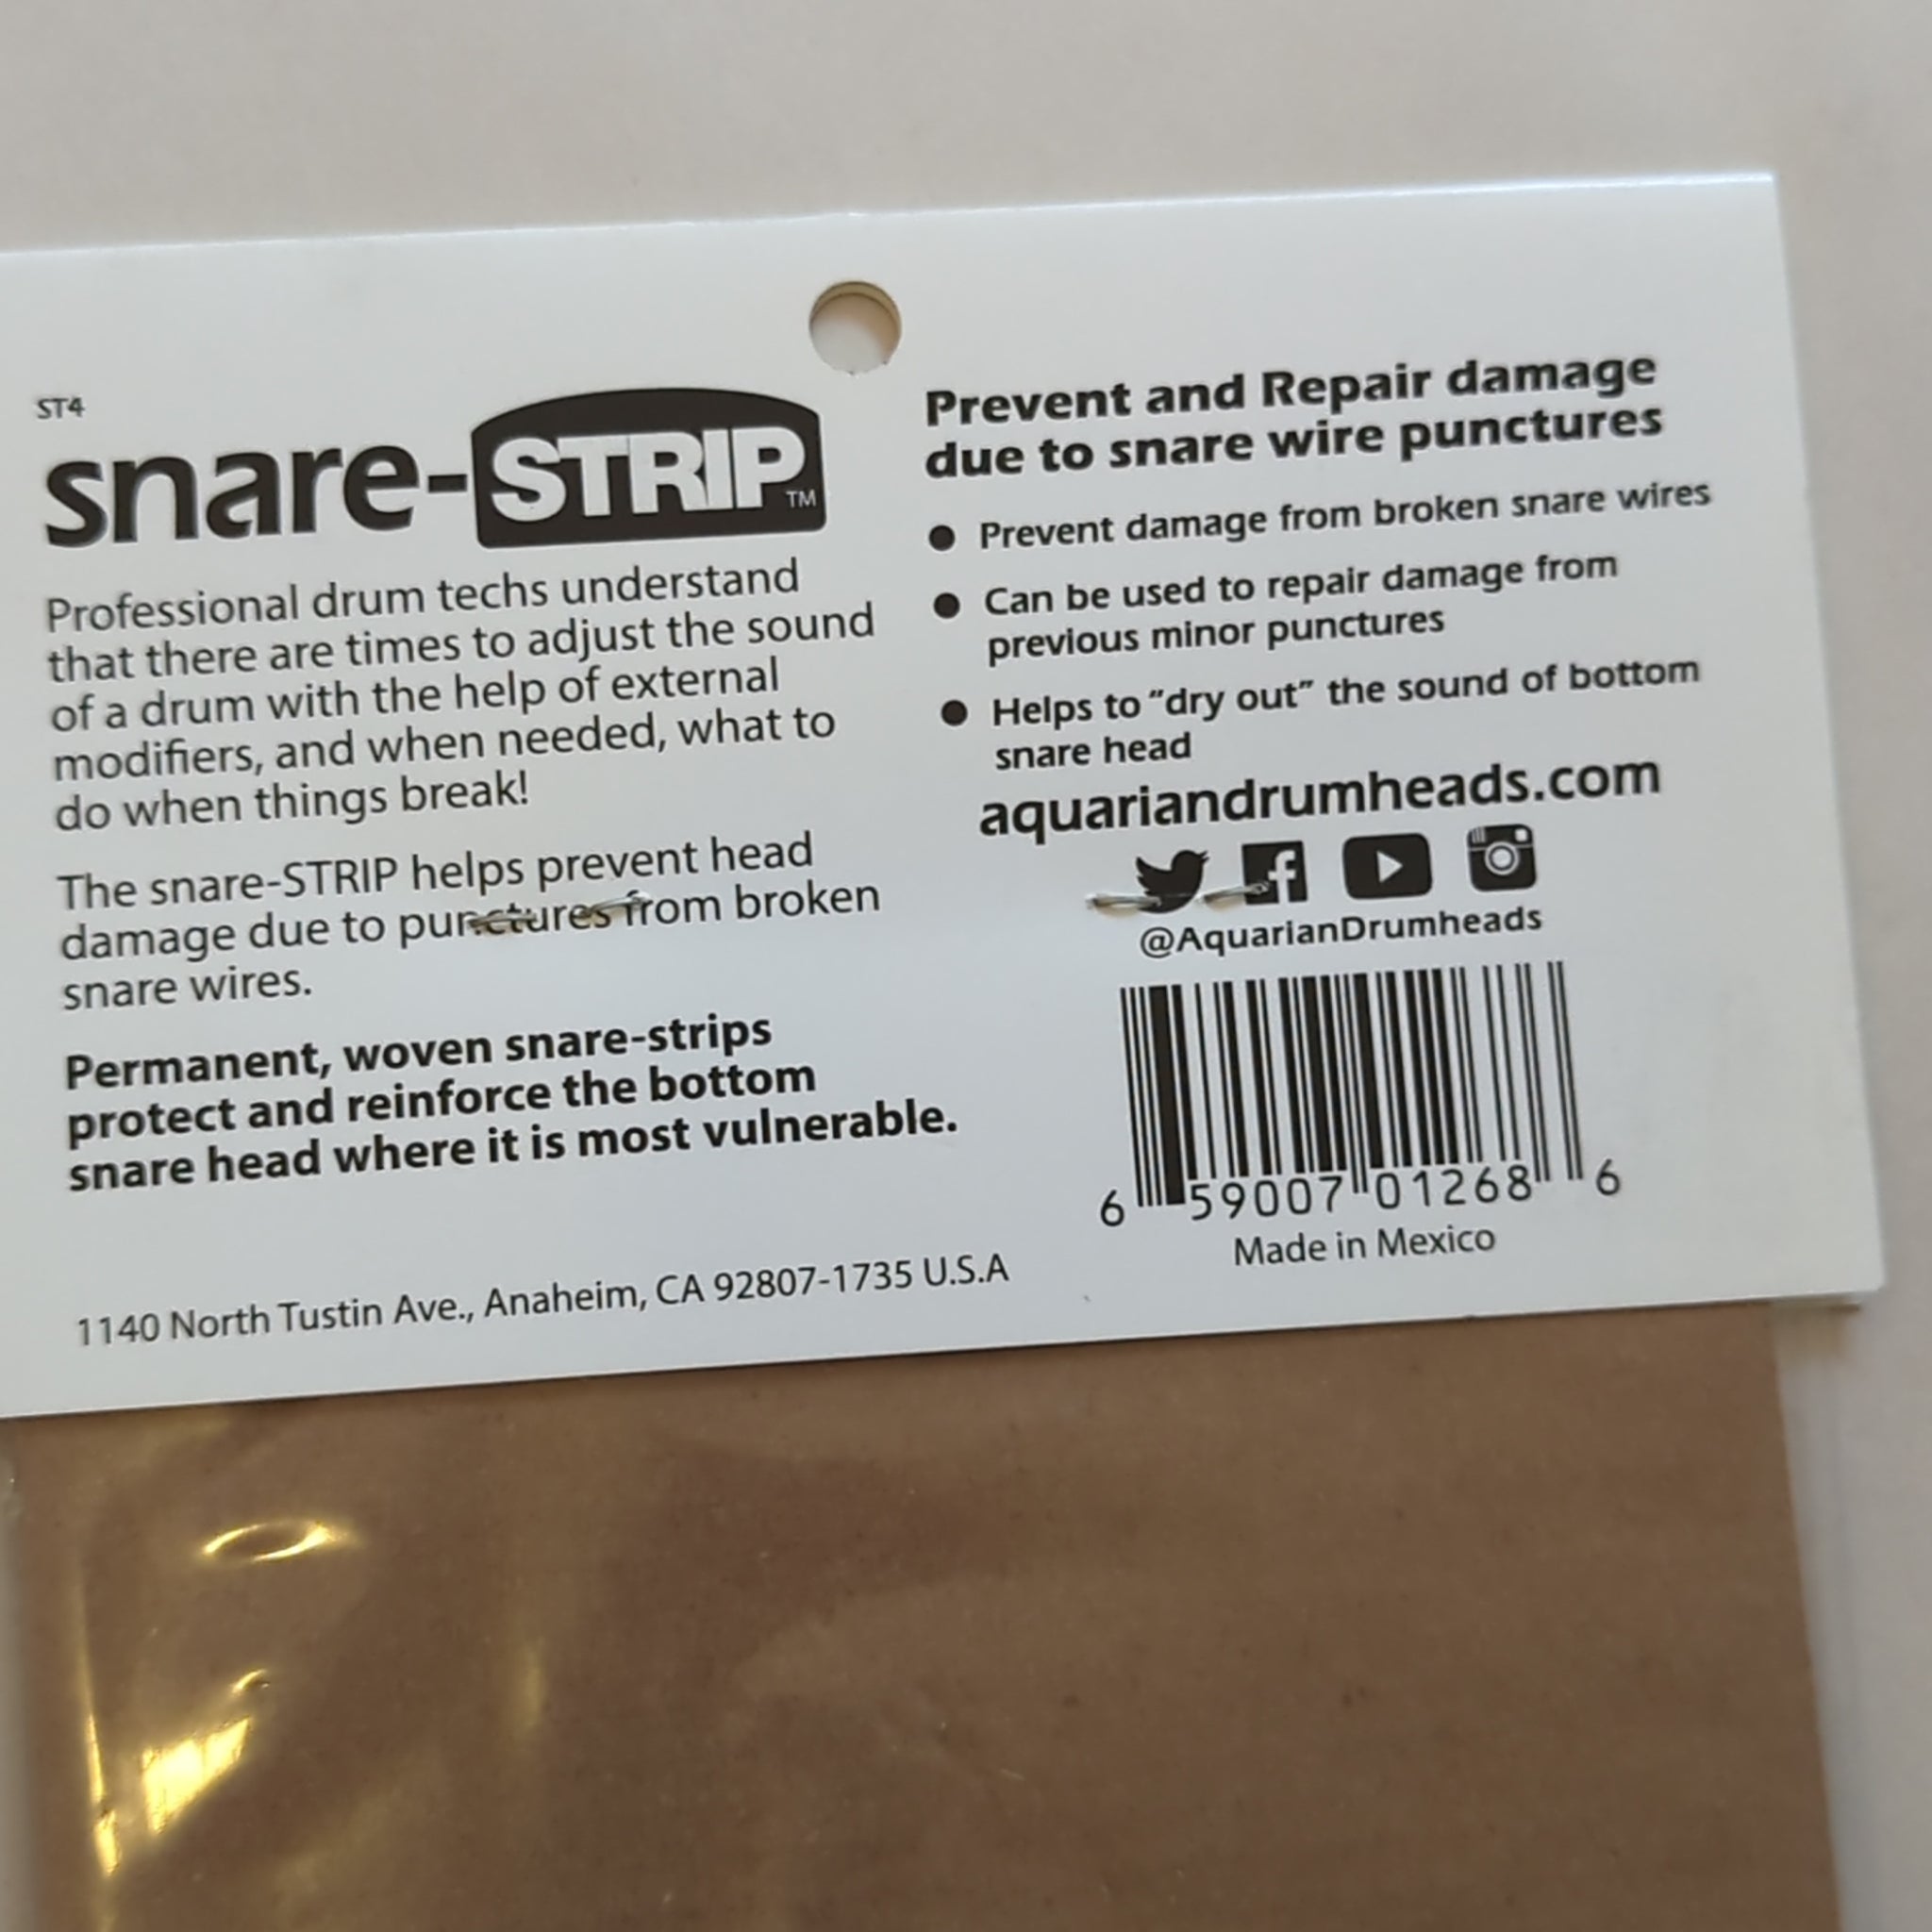 ST4
snare-STRIP™
Professional drum techs understand
that there are times to adjust the sound
of a drum with the help of external
modifiers, and when needed, what to
do when things break!
The snare-STRIP helps prevent head
damage due to punctures from broken
snare wires.
Permanent, woven snare-strips
protect and reinforce the bottom
snare head where it is most vulnerable.
1140 North Tustin Ave., Anaheim, CA 92807-1735 U.S.A
Prevent and Repair damage
due to snare wire punctures
● Prevent damage from broken snare wires
● Can be used to repair damage from
previous minor punctures
● Helps to “dry out” the sound of bottom
snare head
aquariandrumheads.com
@AquarianDrumheads
6 59007 01268 6
Made in Mexico